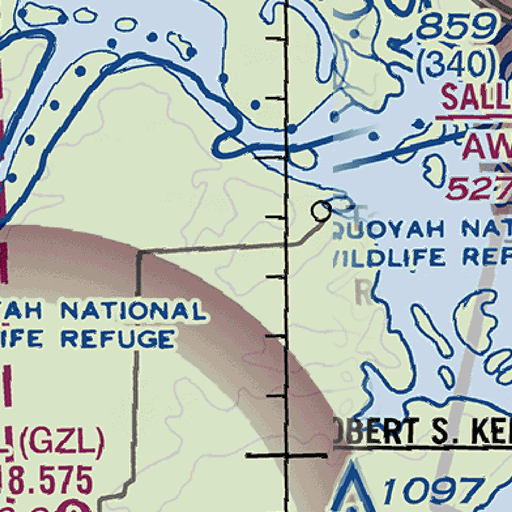 859
(340)
SALL
AW
527
QUOYAH NAT
WILDLIFE REF
R
YAH NATIONAL
IFE REFUGE
OBERT S. KE
L (GZL)
8.575
1097